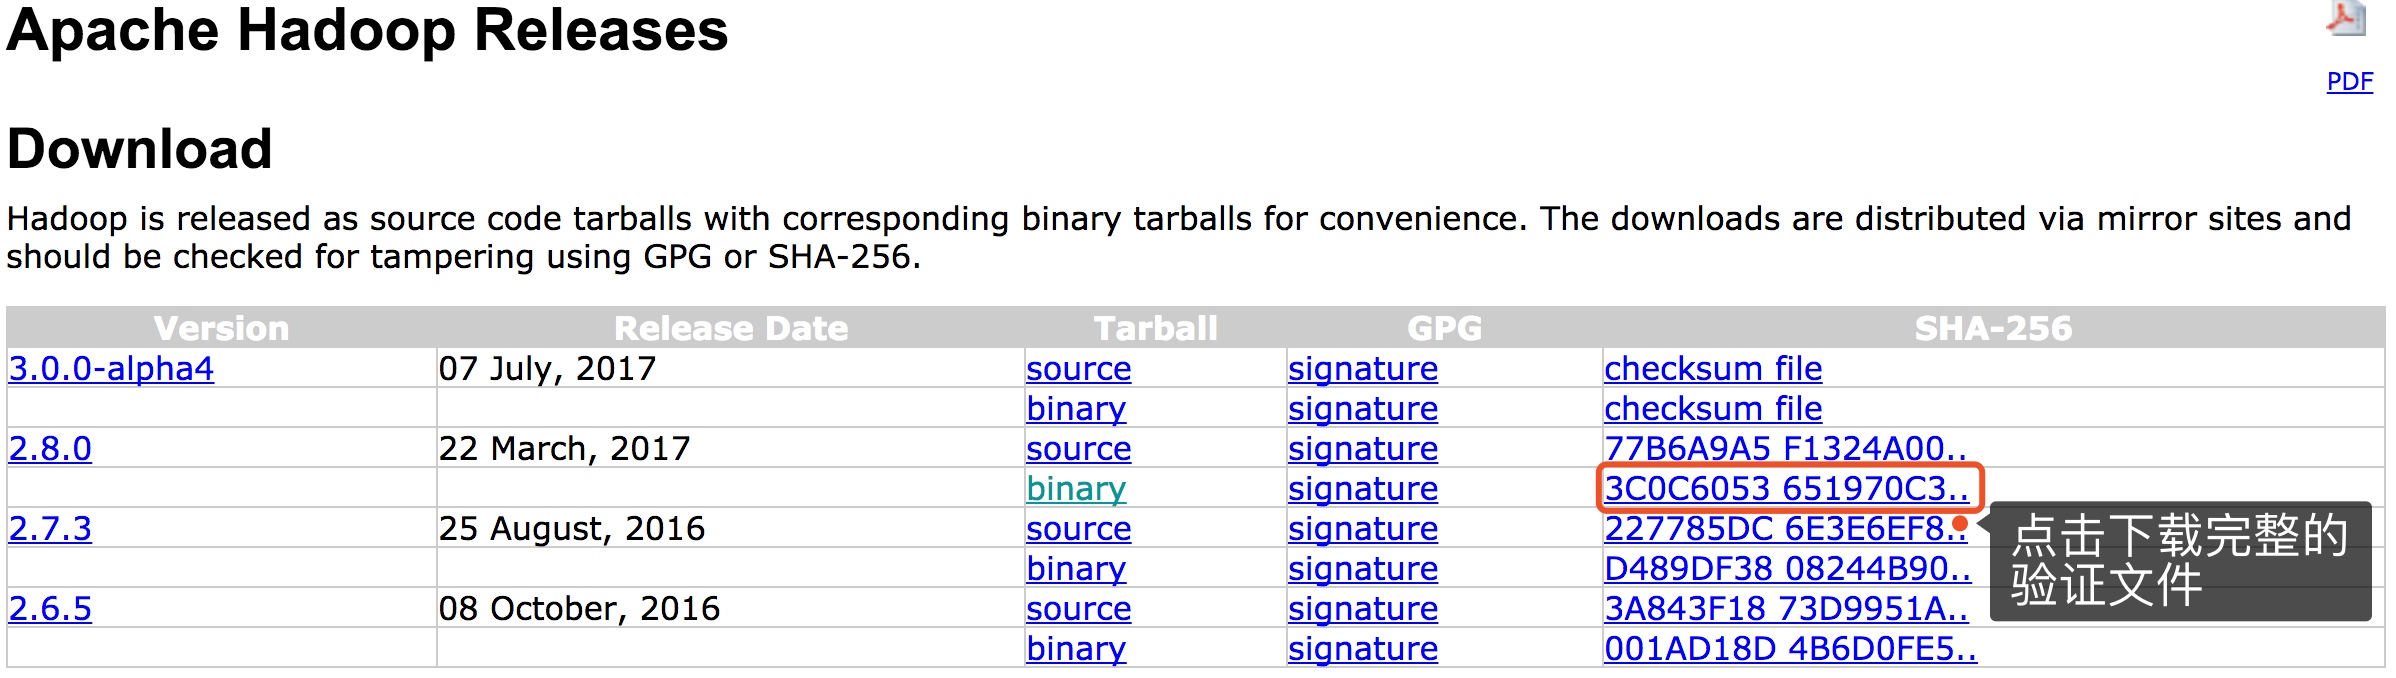 Apache Hadoop Releases
PDF
Download
Hadoop is released as source code tarballs with corresponding binary tarballs for convenience. The downloads are distributed via mirror sites and
should be checked for tampering using GPG or SHA-256.
Version Release Date Tarball GPG SHA-256
3.0.0-alpha4 07 July, 2017 source signature checksum file
binary signature checksum file
2.8.0 22 March, 2017 source signature 77B6A9A5 F1324A00..
binary signature 3C0C6053 651970C3..
2.7.3 25 August, 2016 source signature 227785DC 6E3E6EF8..
点击下载完整的
验证文件
binary signature D489DF38 08244B90..
2.6.5 08 October, 2016 source signature 3A843F18 73D9951A..
binary signature 001AD18D 4B6D0FE5..